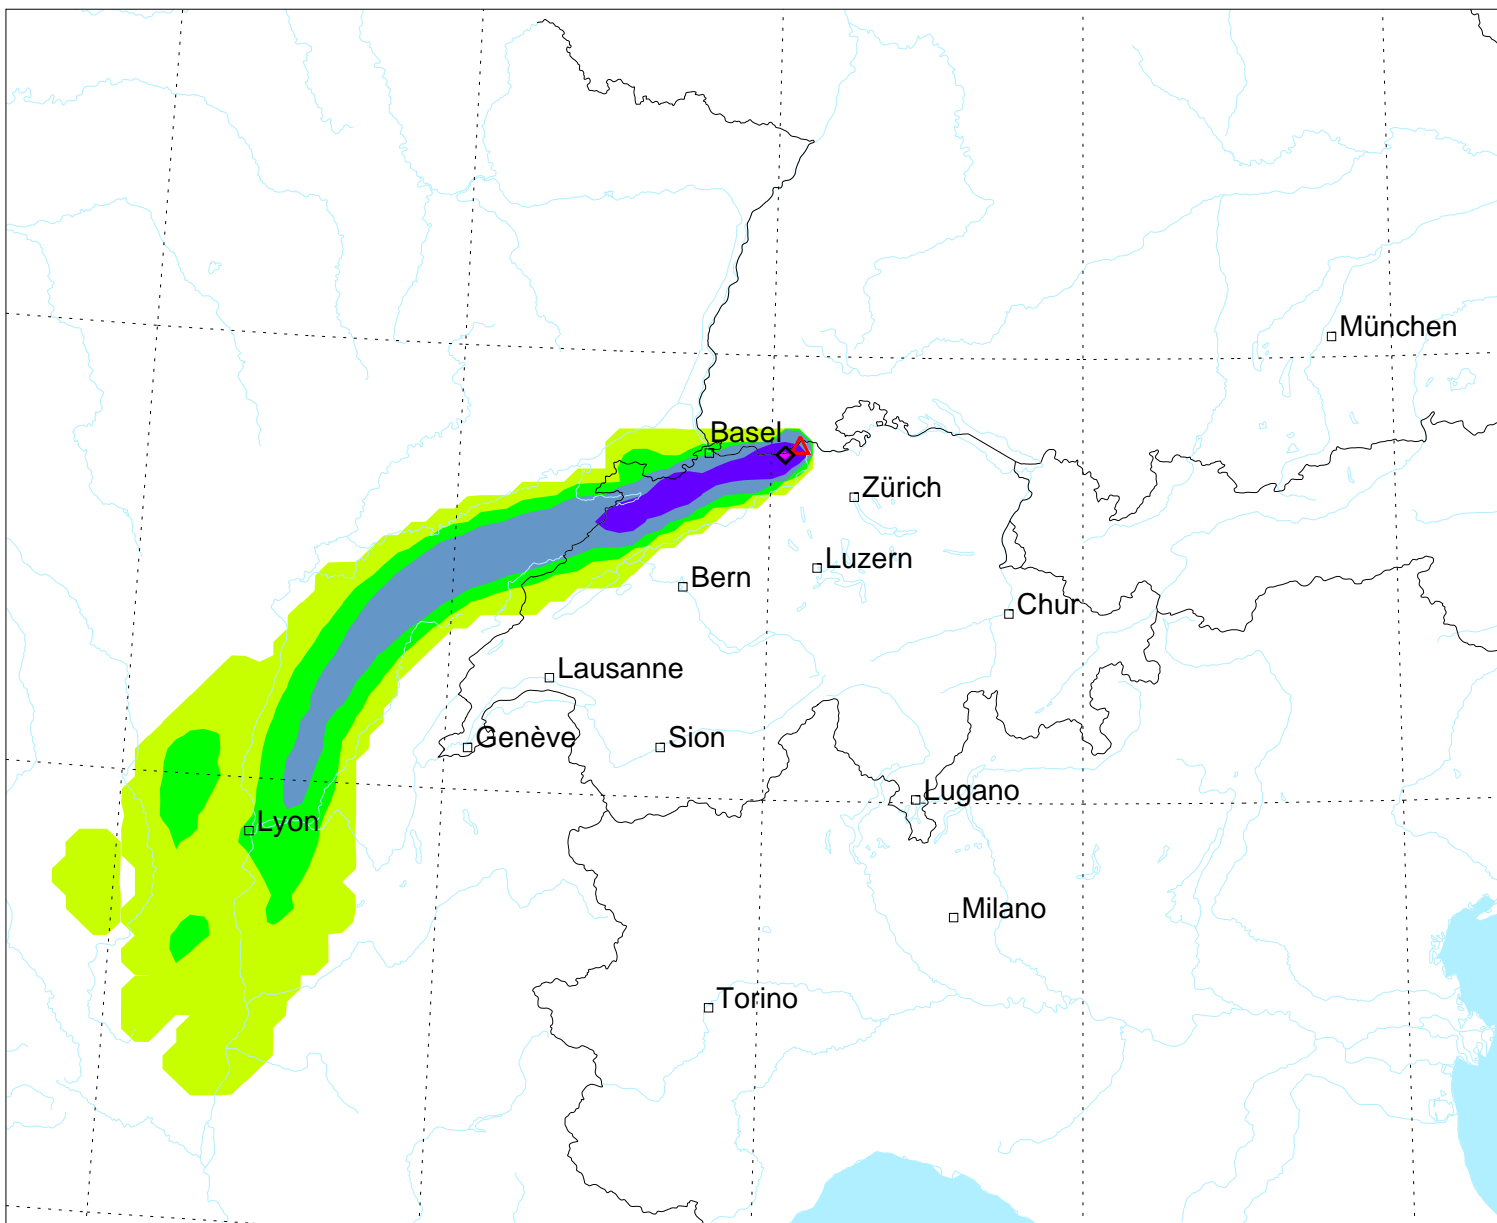 München
Basel
Zürich
Luzern
Bern
Chur
Lausanne
Genève
Sion
Lugano
Lyon
Milano
Torino